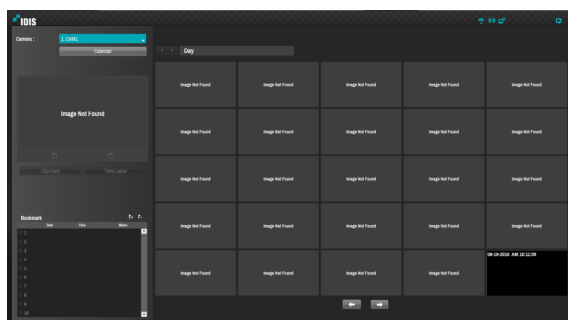 IDIS
Camera :
1. CAM1
Calendar
Day
Image Not Found
Clip-Copy
Time Lapse
Bookmark
Date Time Memo
1
2
3
4
5
6
7
8
9
10
Image Not Found Image Not Found Image Not Found Image Not Found Image Not Found
Image Not Found Image Not Found Image Not Found Image Not Found Image Not Found
Image Not Found Image Not Found Image Not Found Image Not Found Image Not Found
Image Not Found Image Not Found Image Not Found Image Not Found Image Not Found
Image Not Found Image Not Found Image Not Found Image Not Found